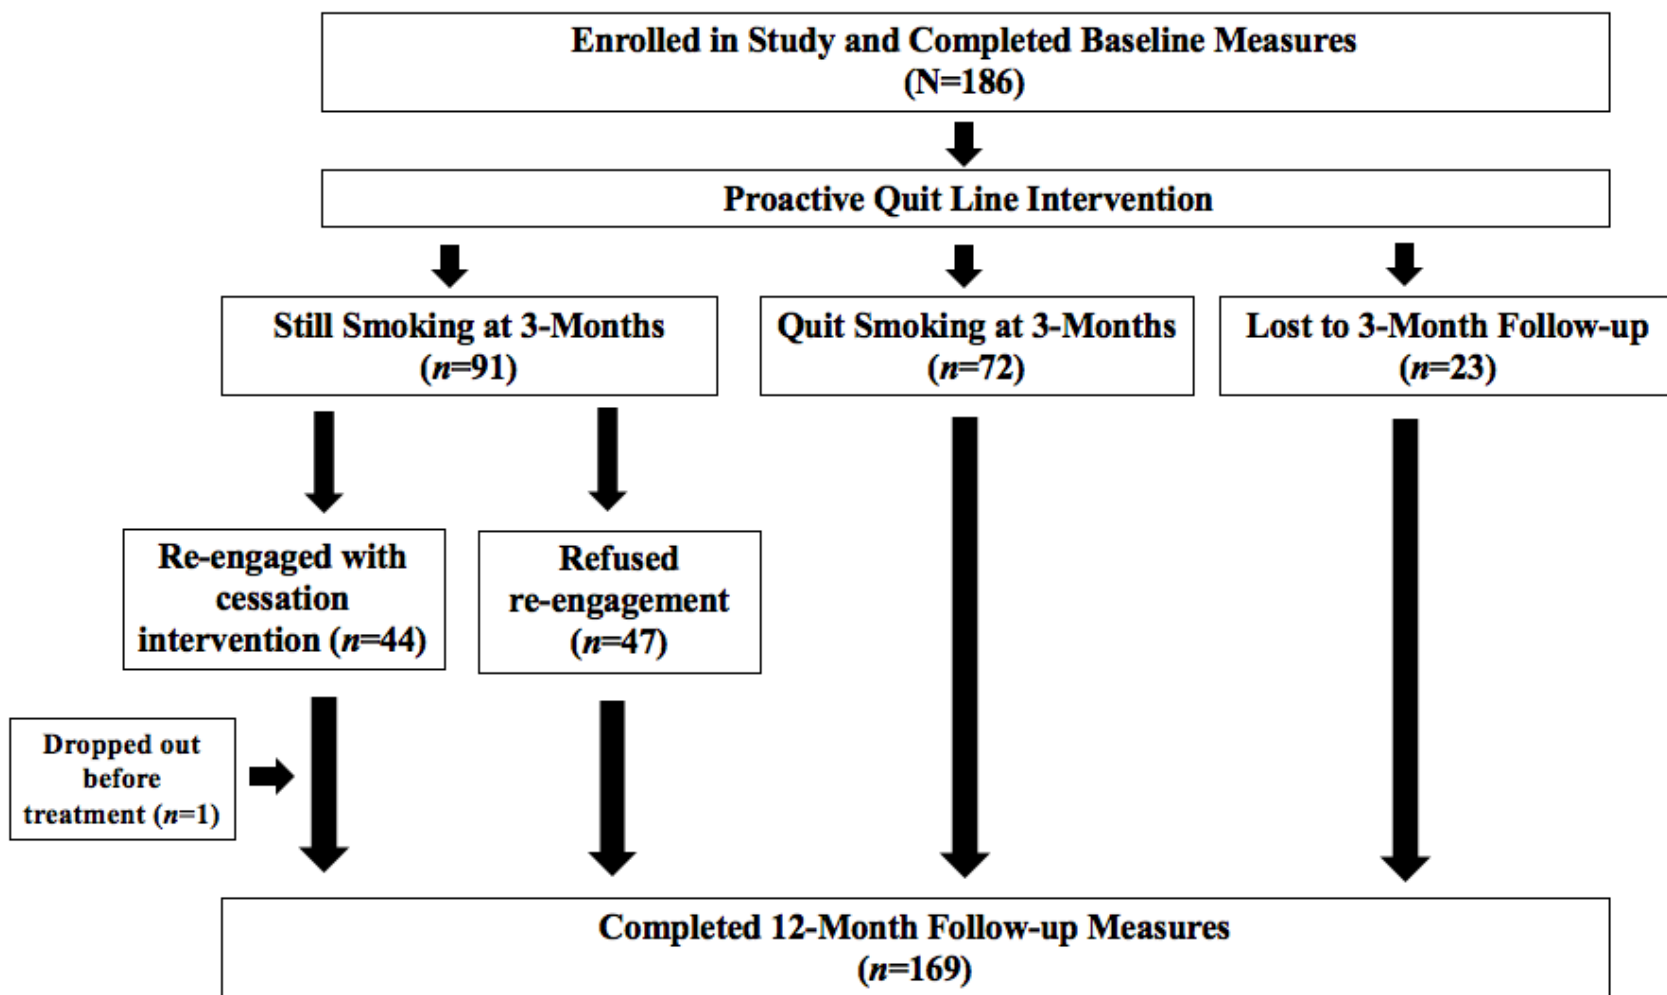 Enrolled in Study and Completed Baseline Measures
(N=186)
Proactive Quit Line Intervention
Still Smoking at 3-Months
(n=91)
Quit Smoking at 3-Months
(n=72)
Lost to 3-Month Follow-up
(n=23)
Re-engaged with
cessation
intervention (n=44)
Refused
re-engagement
(n=47)
Dropped out
before
treatment (n=1)
Completed 12-Month Follow-up Measures
(n=169)